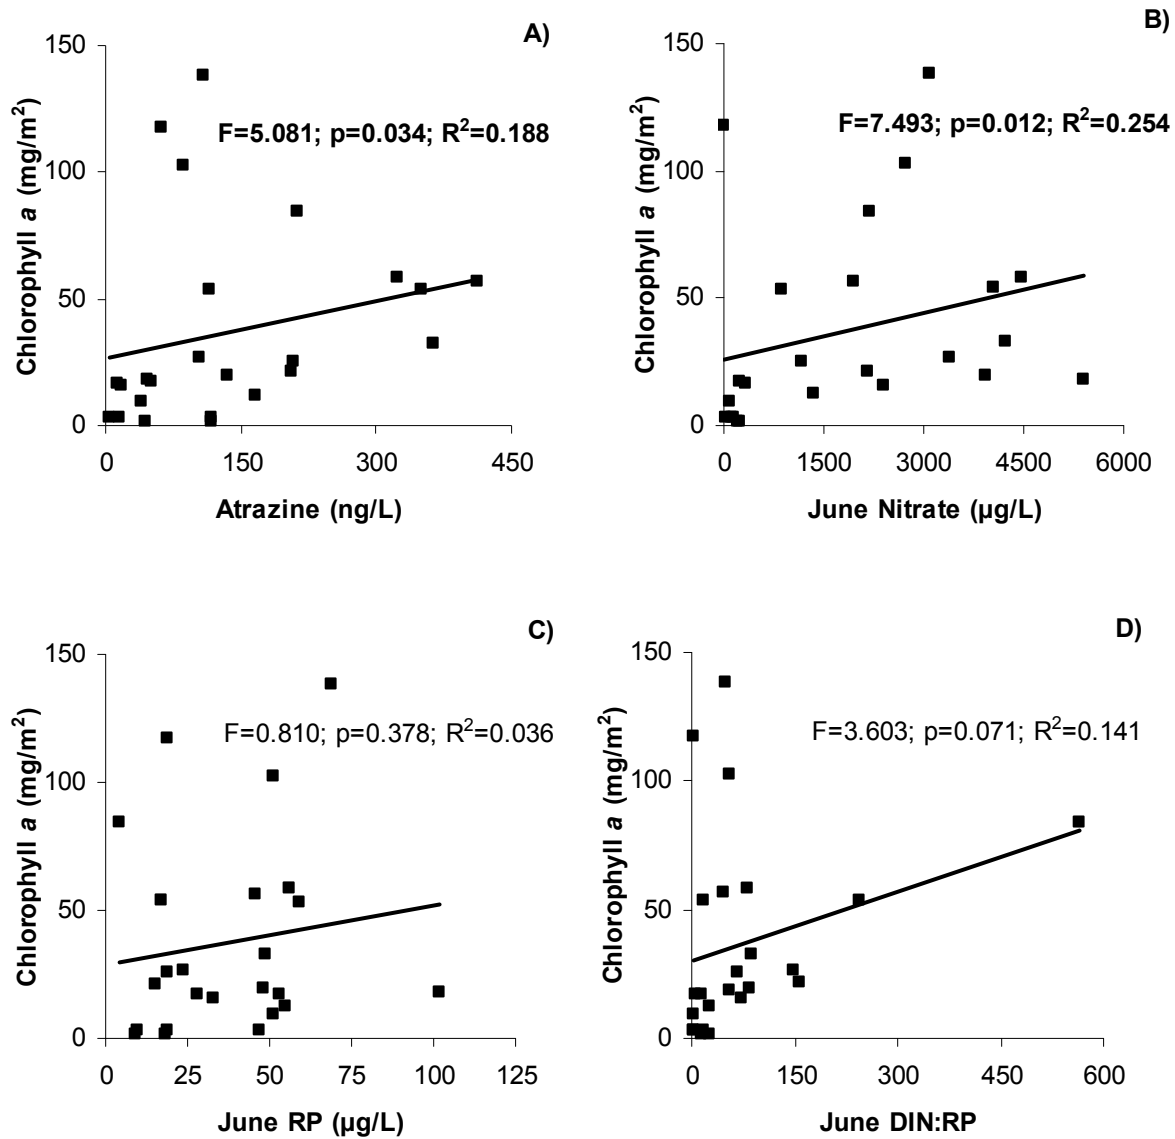 A)
Chlorophyll a (mg/m²)
150
100
50
0
F=5.081; p=0.034; R²=0.188
0 150 300 450
Atrazine (ng/L)
B)
Chlorophyll a (mg/m²)
150
100
50
0
F=7.493; p=0.012; R²=0.254
0 1500 3000 4500 6000
June Nitrate (µg/L)
C)
Chlorophyll a (mg/m²)
150
100
50
0
F=0.810; p=0.378; R²=0.036
0 25 50 75 100 125
June RP (µg/L)
D)
Chlorophyll a (mg/m²)
150
100
50
0
F=3.603; p=0.071; R²=0.141
0 150 300 450 600
June DIN:RP